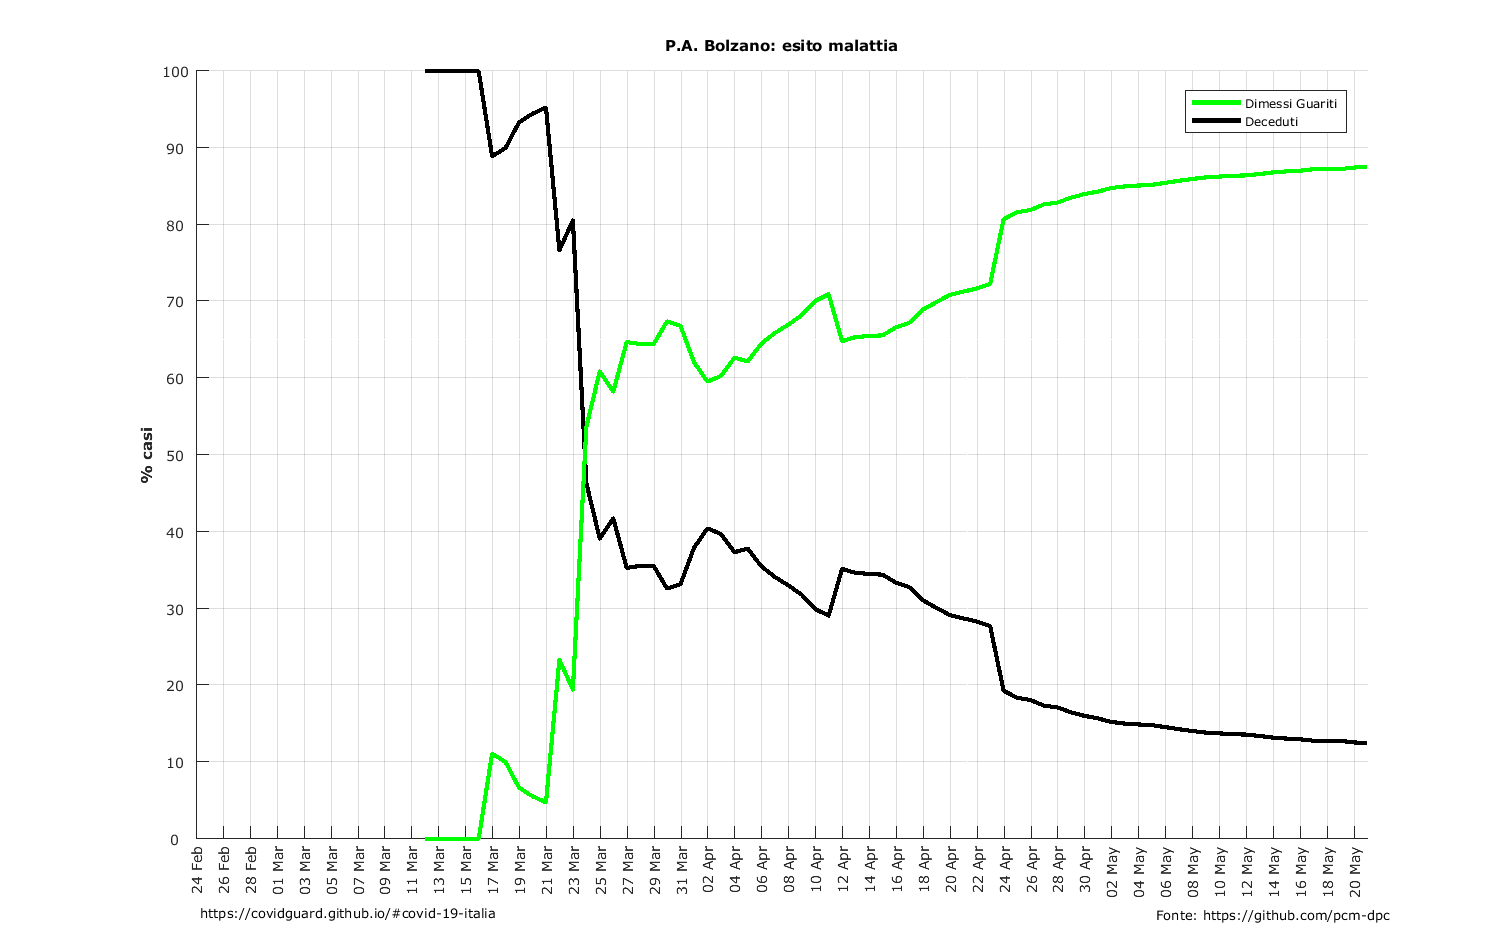 P.A. Bolzano: esito malattia
Dimessi Guariti
Deceduti
% casi
100
90
80
70
60
50
40
30
20
10
0
24 Feb
26 Feb
28 Feb
01 Mar
03 Mar
05 Mar
07 Mar
09 Mar
11 Mar
13 Mar
15 Mar
17 Mar
19 Mar
21 Mar
23 Mar
25 Mar
27 Mar
29 Mar
31 Mar
02 Apr
04 Apr
06 Apr
08 Apr
10 Apr
12 Apr
14 Apr
16 Apr
18 Apr
20 Apr
22 Apr
24 Apr
26 Apr
28 Apr
30 Apr
02 May
04 May
06 May
08 May
10 May
12 May
14 May
16 May
18 May
20 May
https://covidguard.github.io/#covid-19-italia
Fonte: https://github.com/pcm-dpc